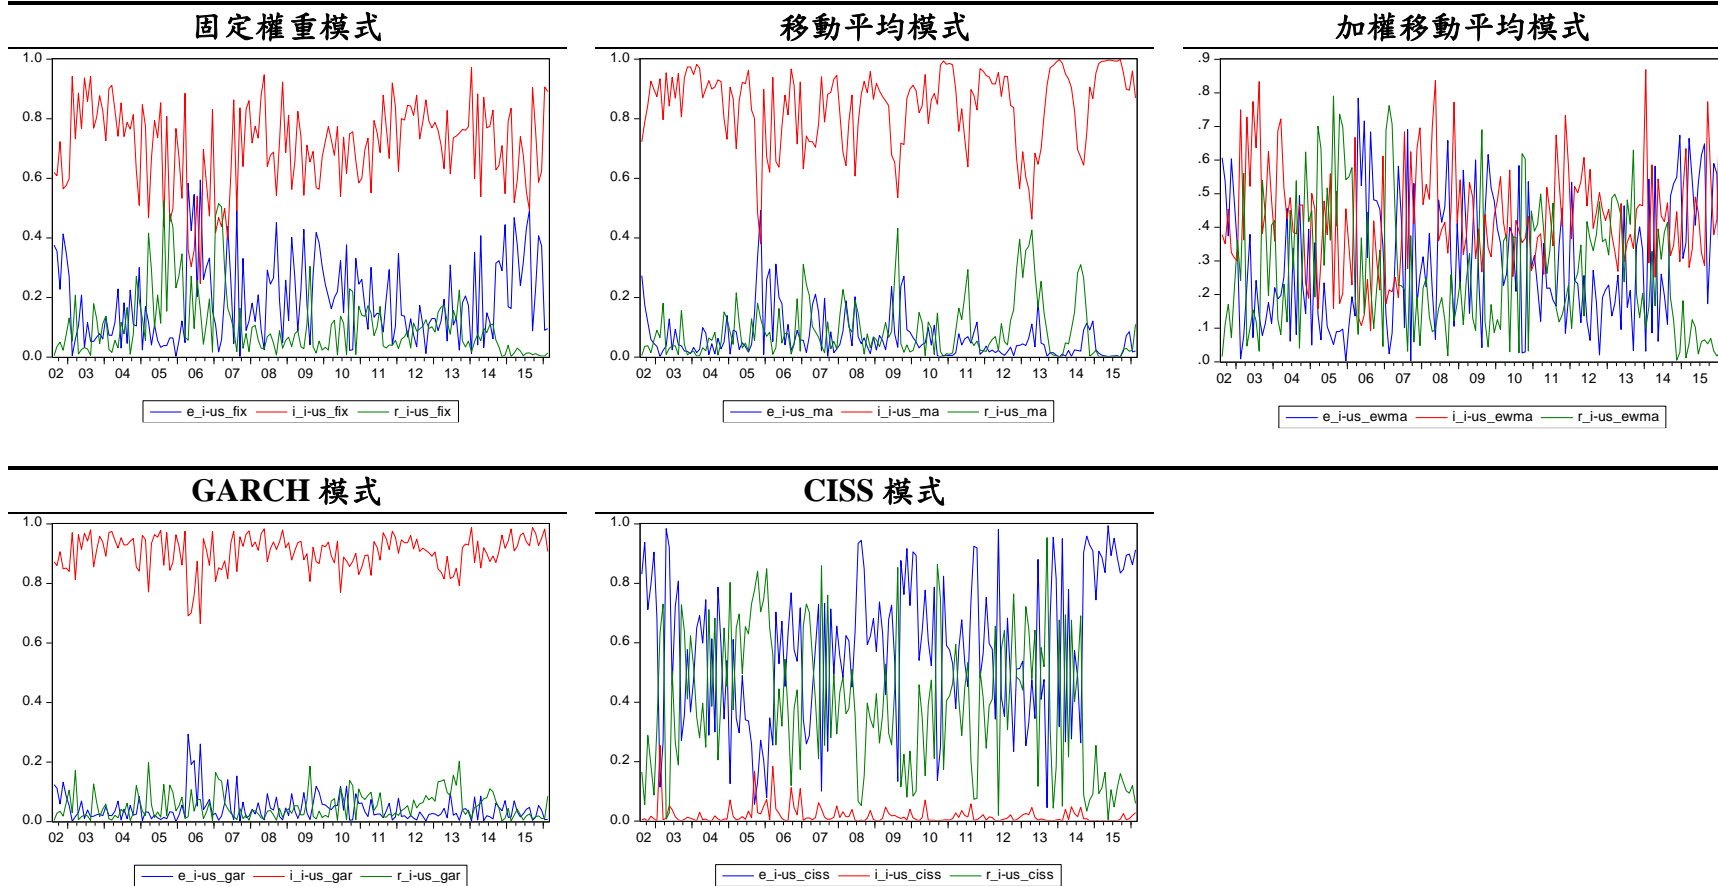 固定權重模式
1.0
0.8
0.6
0.4
0.2
0.0
02 03 04 05 06 07 08 09 10 11 12 13 14 15
e_i-us_fix i_i-us_fix r_i-us_fix
移動平均模式
1.0
0.8
0.6
0.4
0.2
0.0
02 03 04 05 06 07 08 09 10 11 12 13 14 15
e_i-us_ma i_i-us_ma r_i-us_ma
加權移動平均模式
.9
.8
.7
.6
.5
.4
.3
.2
.1
.0
02 03 04 05 06 07 08 09 10 11 12 13 14 15
e_i-us_ewma i_i-us_ewma r_i-us_ewma
GARCH 模式
1.0
0.8
0.6
0.4
0.2
0.0
02 03 04 05 06 07 08 09 10 11 12 13 14 15
e_i-us_gar i_i-us_gar r_i-us_gar
CISS 模式
1.0
0.8
0.6
0.4
0.2
0.0
02 03 04 05 06 07 08 09 10 11 12 13 14 15
e_i-us_ciss i_i-us_ciss r_i-us_ciss